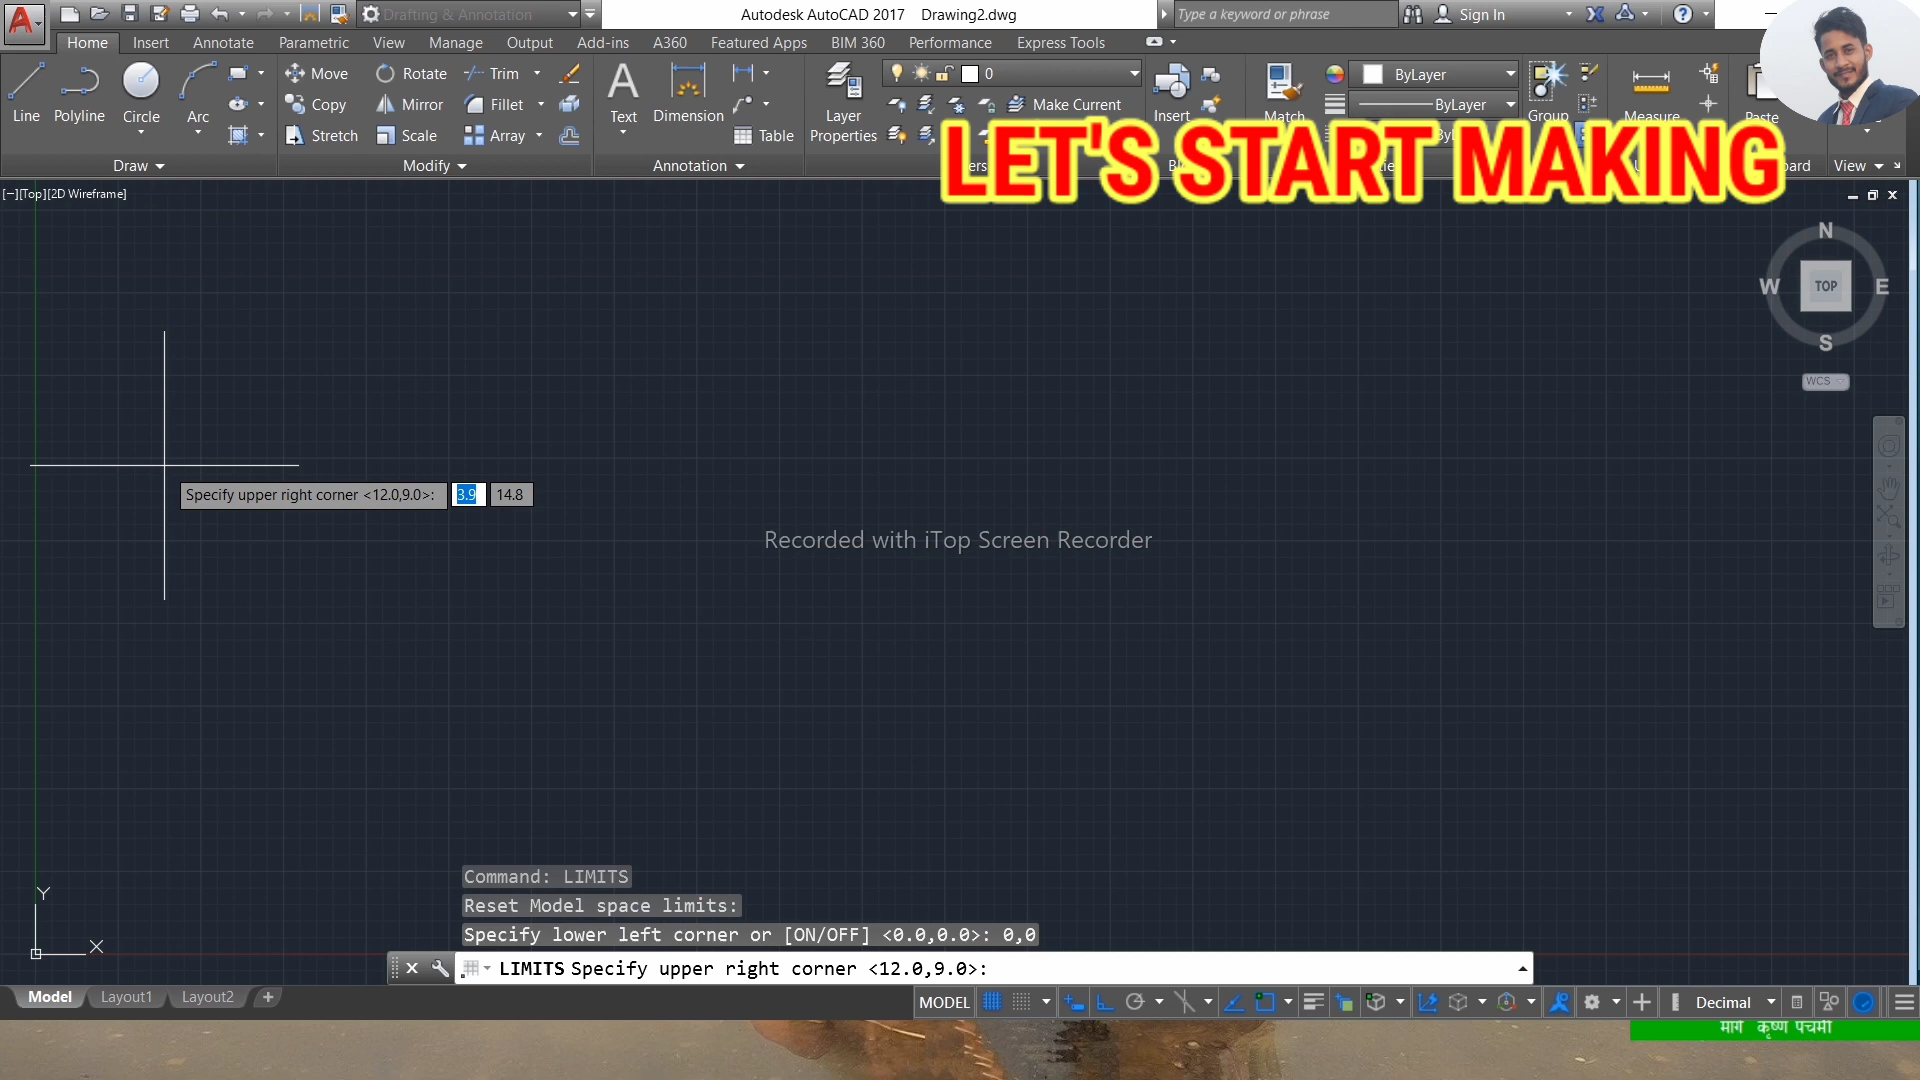 Drafting & Annotation
Autodesk AutoCAD 2017 Drawing2.dwg
Type a keyword or phrase
Sign In
Home Insert Annotate Parametric View Manage Output Add-ins A360 Featured Apps BIM 360 Performance Express Tools
Line Polyline Circle Arc
Move Rotate Trim
Copy Mirror Fillet
Stretch Scale Array
Text Dimension Table
Layer Properties
0
Make Current
Insert
Match
ByLayer
ByLayer
Group
Measure
Paste
Draw Modify Annotation View
LET'S START MAKING
[−][Top][2D Wireframe]
N
W TOP E
S
WCS
Specify upper right corner <12.0,9.0>: 3.9 14.8
Recorded with iTop Screen Recorder
Command: LIMITS
Reset Model space limits:
Specify lower left corner or [ON/OFF] <0.0,0.0>: 0,0
LIMITS Specify upper right corner <12.0,9.0>:
Y
X
Model Layout1 Layout2 +
MODEL
Decimal
मार्ग कृष्ण पंचमी